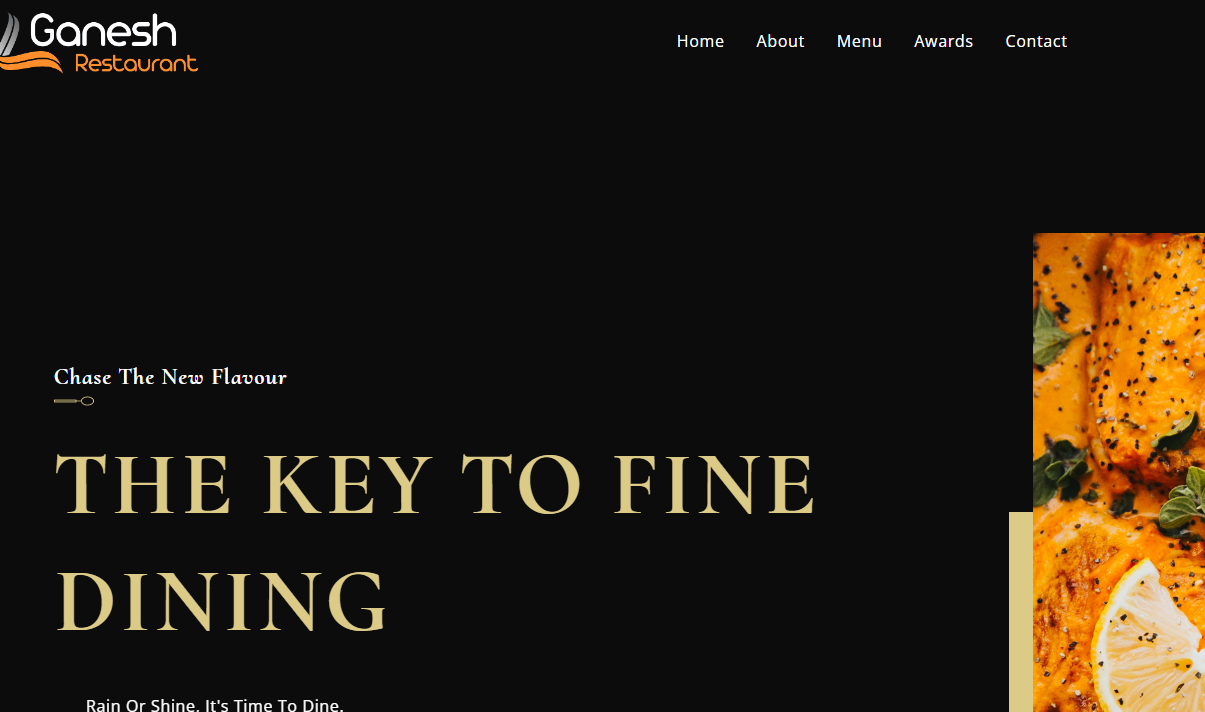 Ganesh
Restaurant
Home About Menu Awards Contact
Chase The New Flavour
THE KEY TO FINE
DINING
Rain Or Shine, It's Time To Dine.